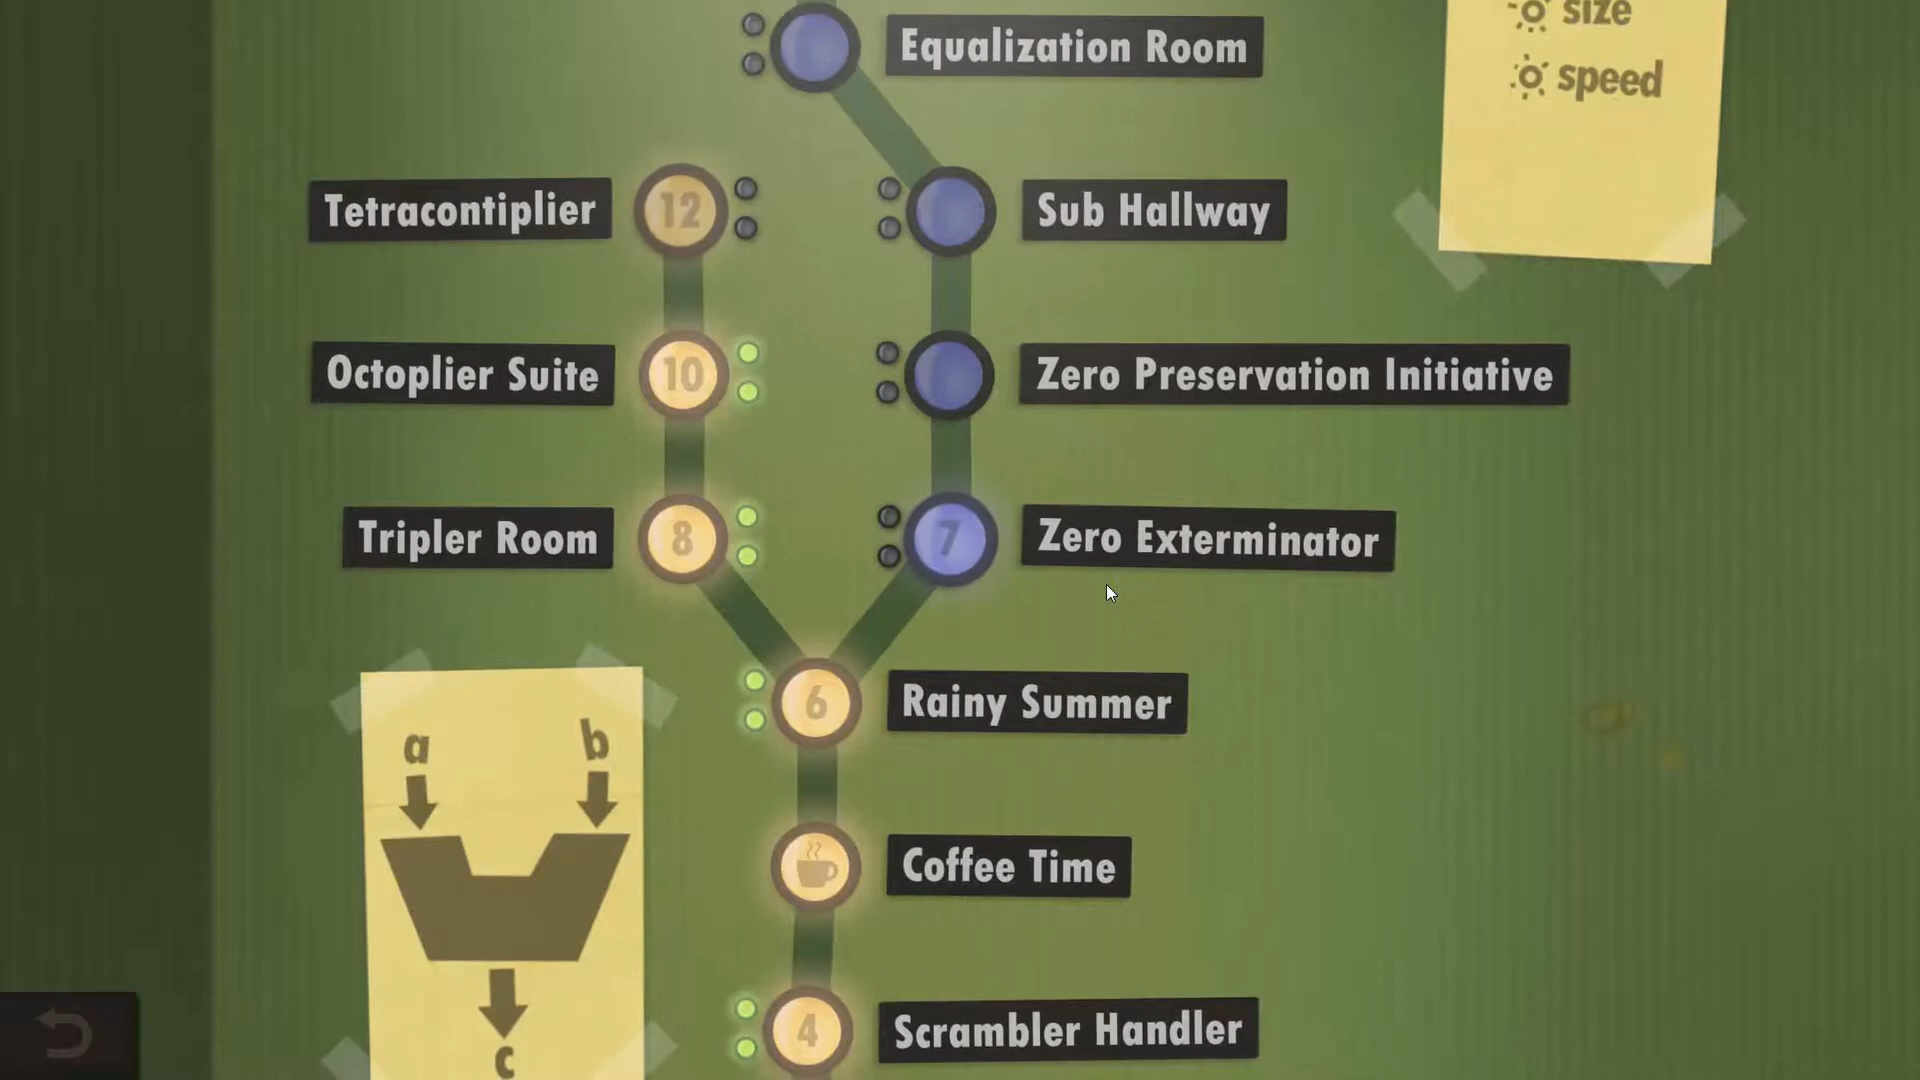 size
speed
Equalization Room
Tetracontiplier
12
Sub Hallway
Octoplier Suite
10
Zero Preservation Initiative
Tripler Room
8
7
Zero Exterminator
6
Rainy Summer
a
b
Coffee Time
4
Scrambler Handler
c